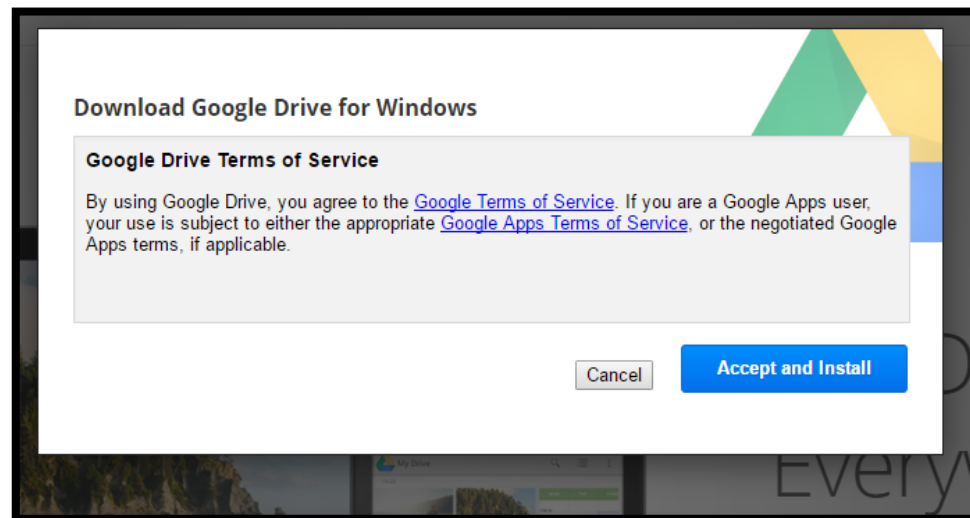 Download Google Drive for Windows
Google Drive Terms of Service
By using Google Drive, you agree to the Google Terms of Service. If you are a Google Apps user,
your use is subject to either the appropriate Google Apps Terms of Service, or the negotiated Google
Apps terms, if applicable.
Cancel
Accept and Install
My Drive